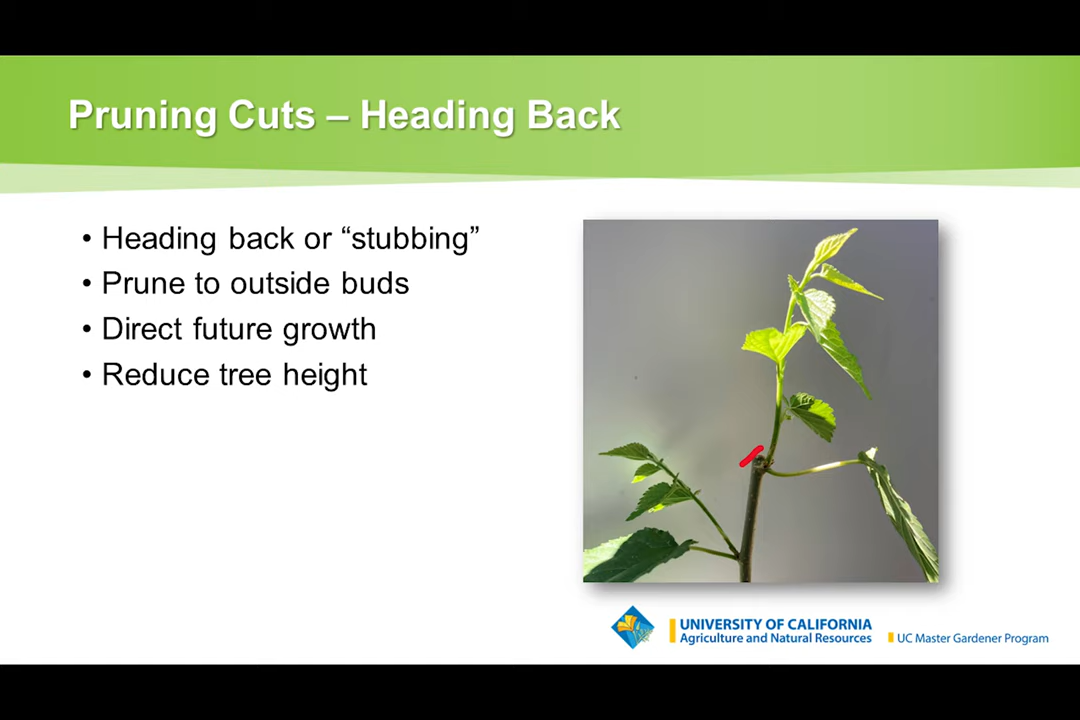 Pruning Cuts – Heading Back
• Heading back or “stubbing”
• Prune to outside buds
• Direct future growth
• Reduce tree height
UNIVERSITY OF CALIFORNIA
Agriculture and Natural Resources
UC Master Gardener Program